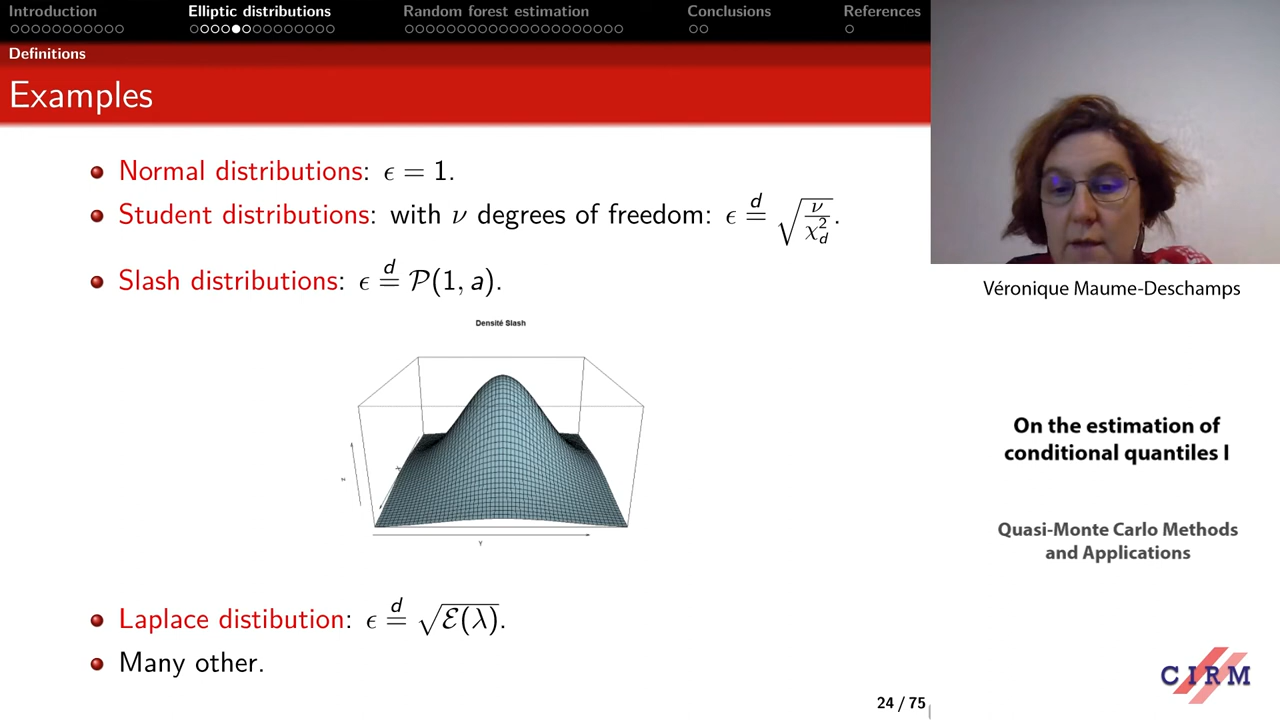 Introduction Elliptic distributions Random forest estimation Conclusions References
Definitions
Examples
Normal distributions: ϵ = 1.
Student distributions: with ν degrees of freedom: ϵ =^d √(ν/χ²_d).
Slash distributions: ϵ =^d 𝒫(1, a).
Densité Slash
Y
Laplace distibution: ϵ =^d √ℰ(λ).
Many other.
24 / 75
Véronique Maume-Deschamps
On the estimation of
conditional quantiles I
Quasi-Monte Carlo Methods
and Applications
CIRM